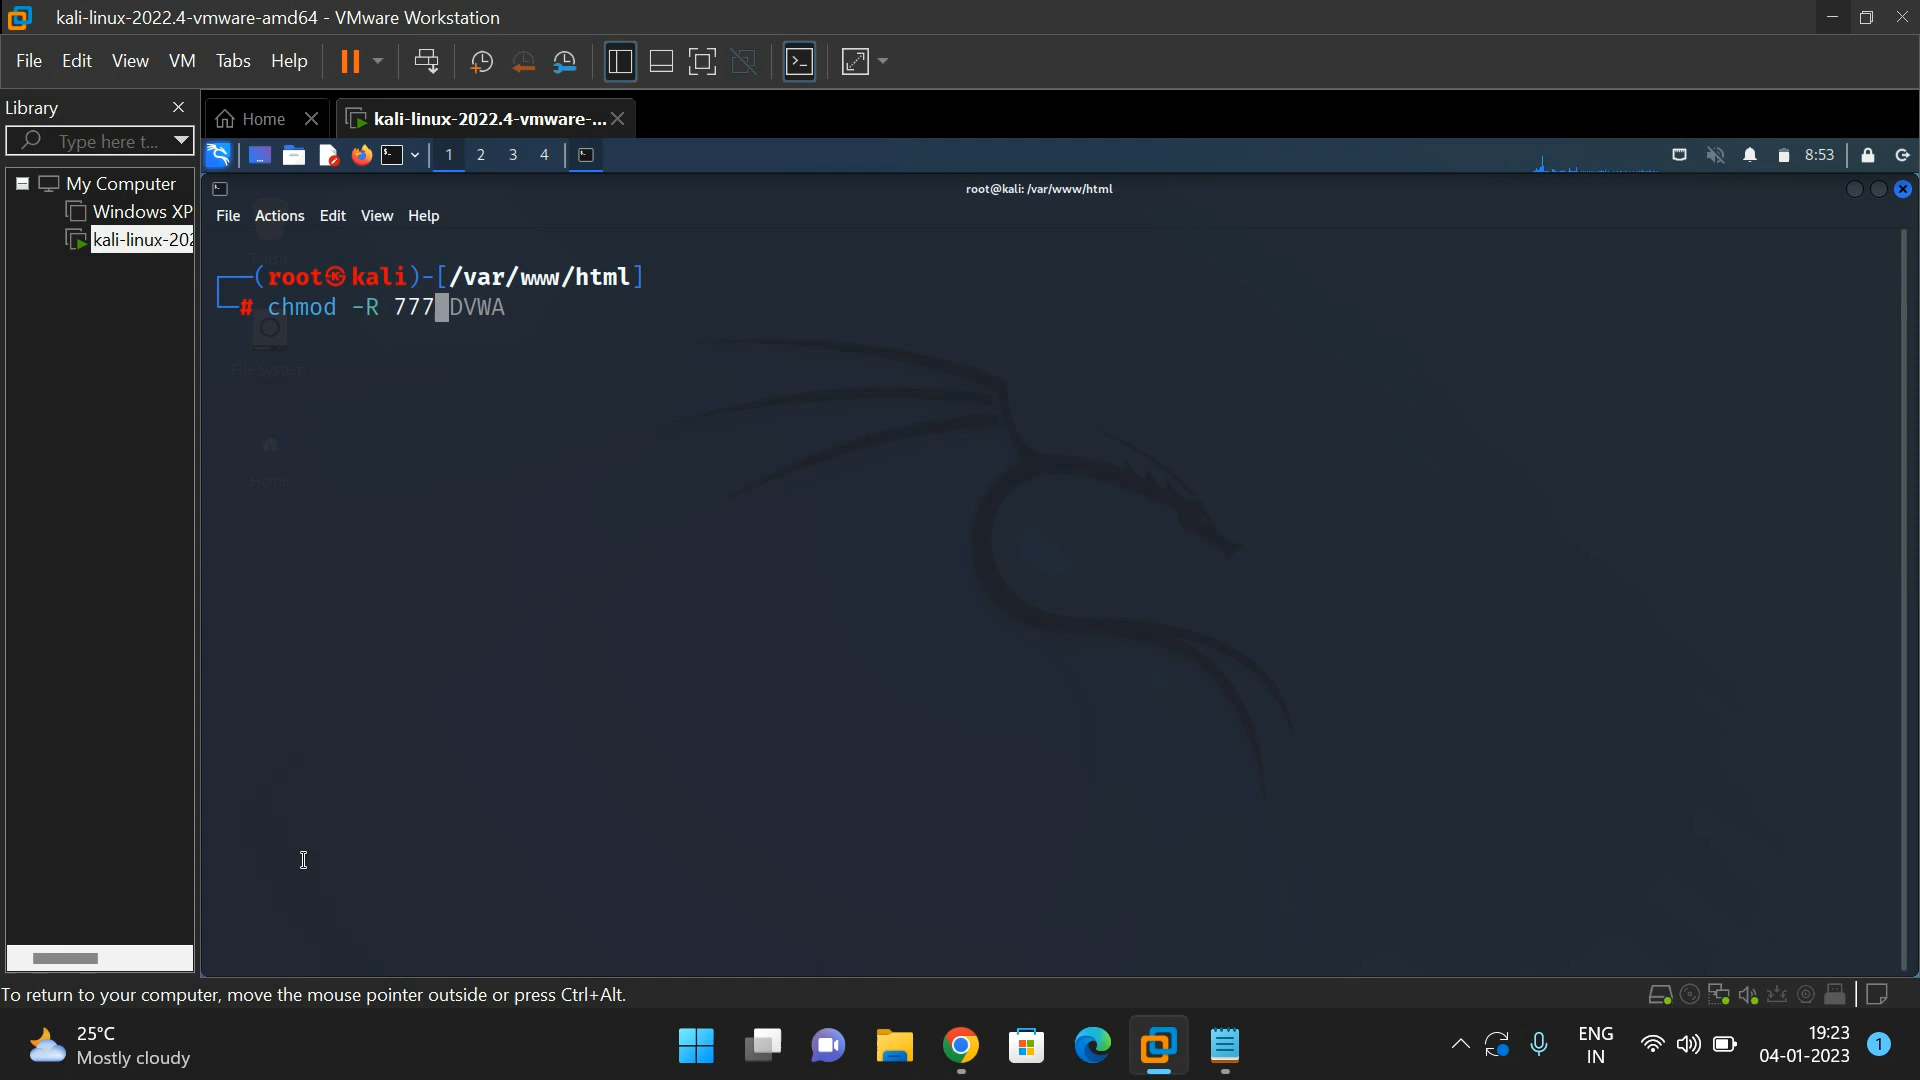 kali-linux-2022.4-vmware-amd64 - VMware Workstation
File Edit View VM Tabs Help
Library
Home
kali-linux-2022.4-vmware-...
Type here t...
1 2 3 4
8:53
My Computer
Windows XP
kali-linux-202
root@kali: /var/www/html
File Actions Edit View Help
(root㉿kali)-[/var/www/html]
# chmod -R 777 DVWA
File System
Home
To return to your computer, move the mouse pointer outside or press Ctrl+Alt.
25°C
Mostly cloudy
ENG
IN
19:23
04-01-2023
1